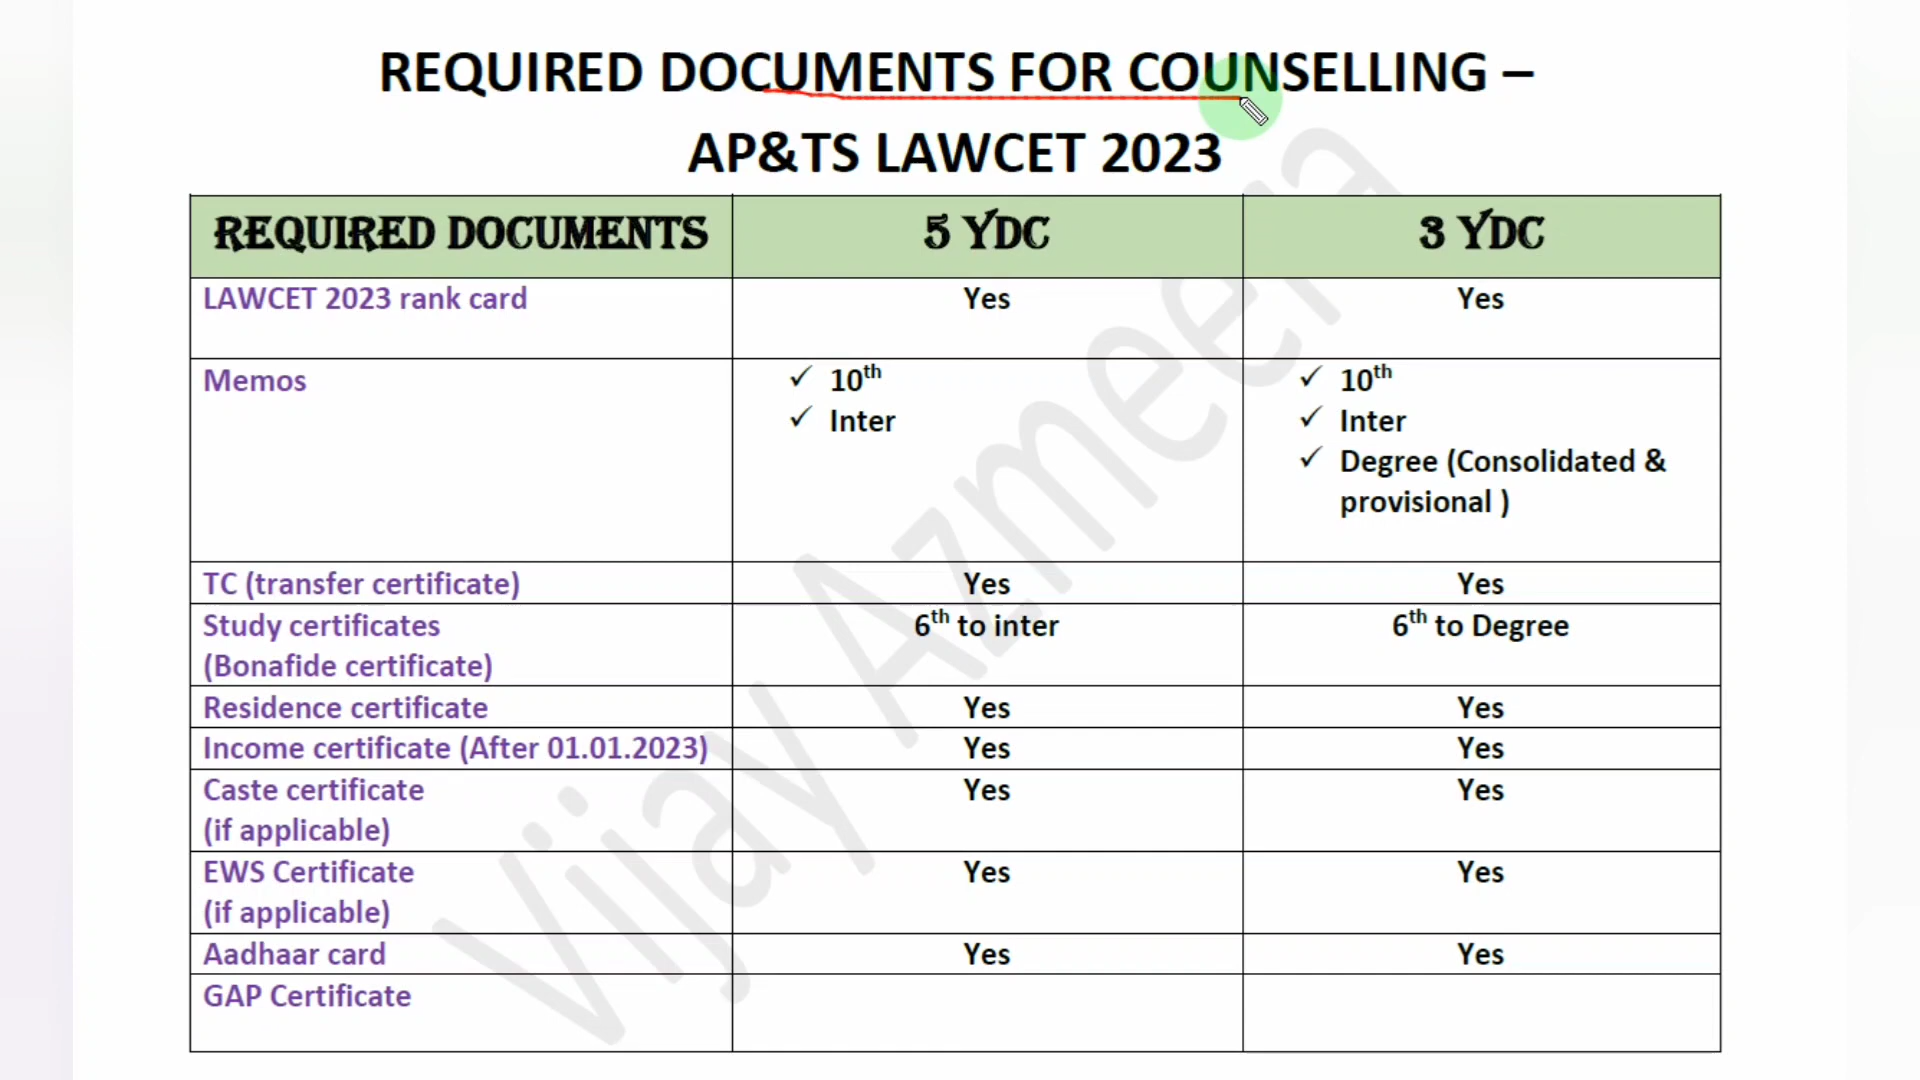 REQUIRED DOCUMENTS FOR COUNSELLING –
AP&TS LAWCET 2023
REQUIRED DOCUMENTS 5 YDC 3 YDC
LAWCET 2023 rank card Yes Yes
Memos ✓ 10th ✓ 10th
✓ Inter ✓ Inter
✓ Degree (Consolidated &
provisional )
TC (transfer certificate) Yes Yes
Study certificates 6th to inter 6th to Degree
(Bonafide certificate)
Residence certificate Yes Yes
Income certificate (After 01.01.2023) Yes Yes
Caste certificate Yes Yes
(if applicable)
EWS Certificate Yes Yes
(if applicable)
Aadhaar card Yes Yes
GAP Certificate
Vijay Azmeera